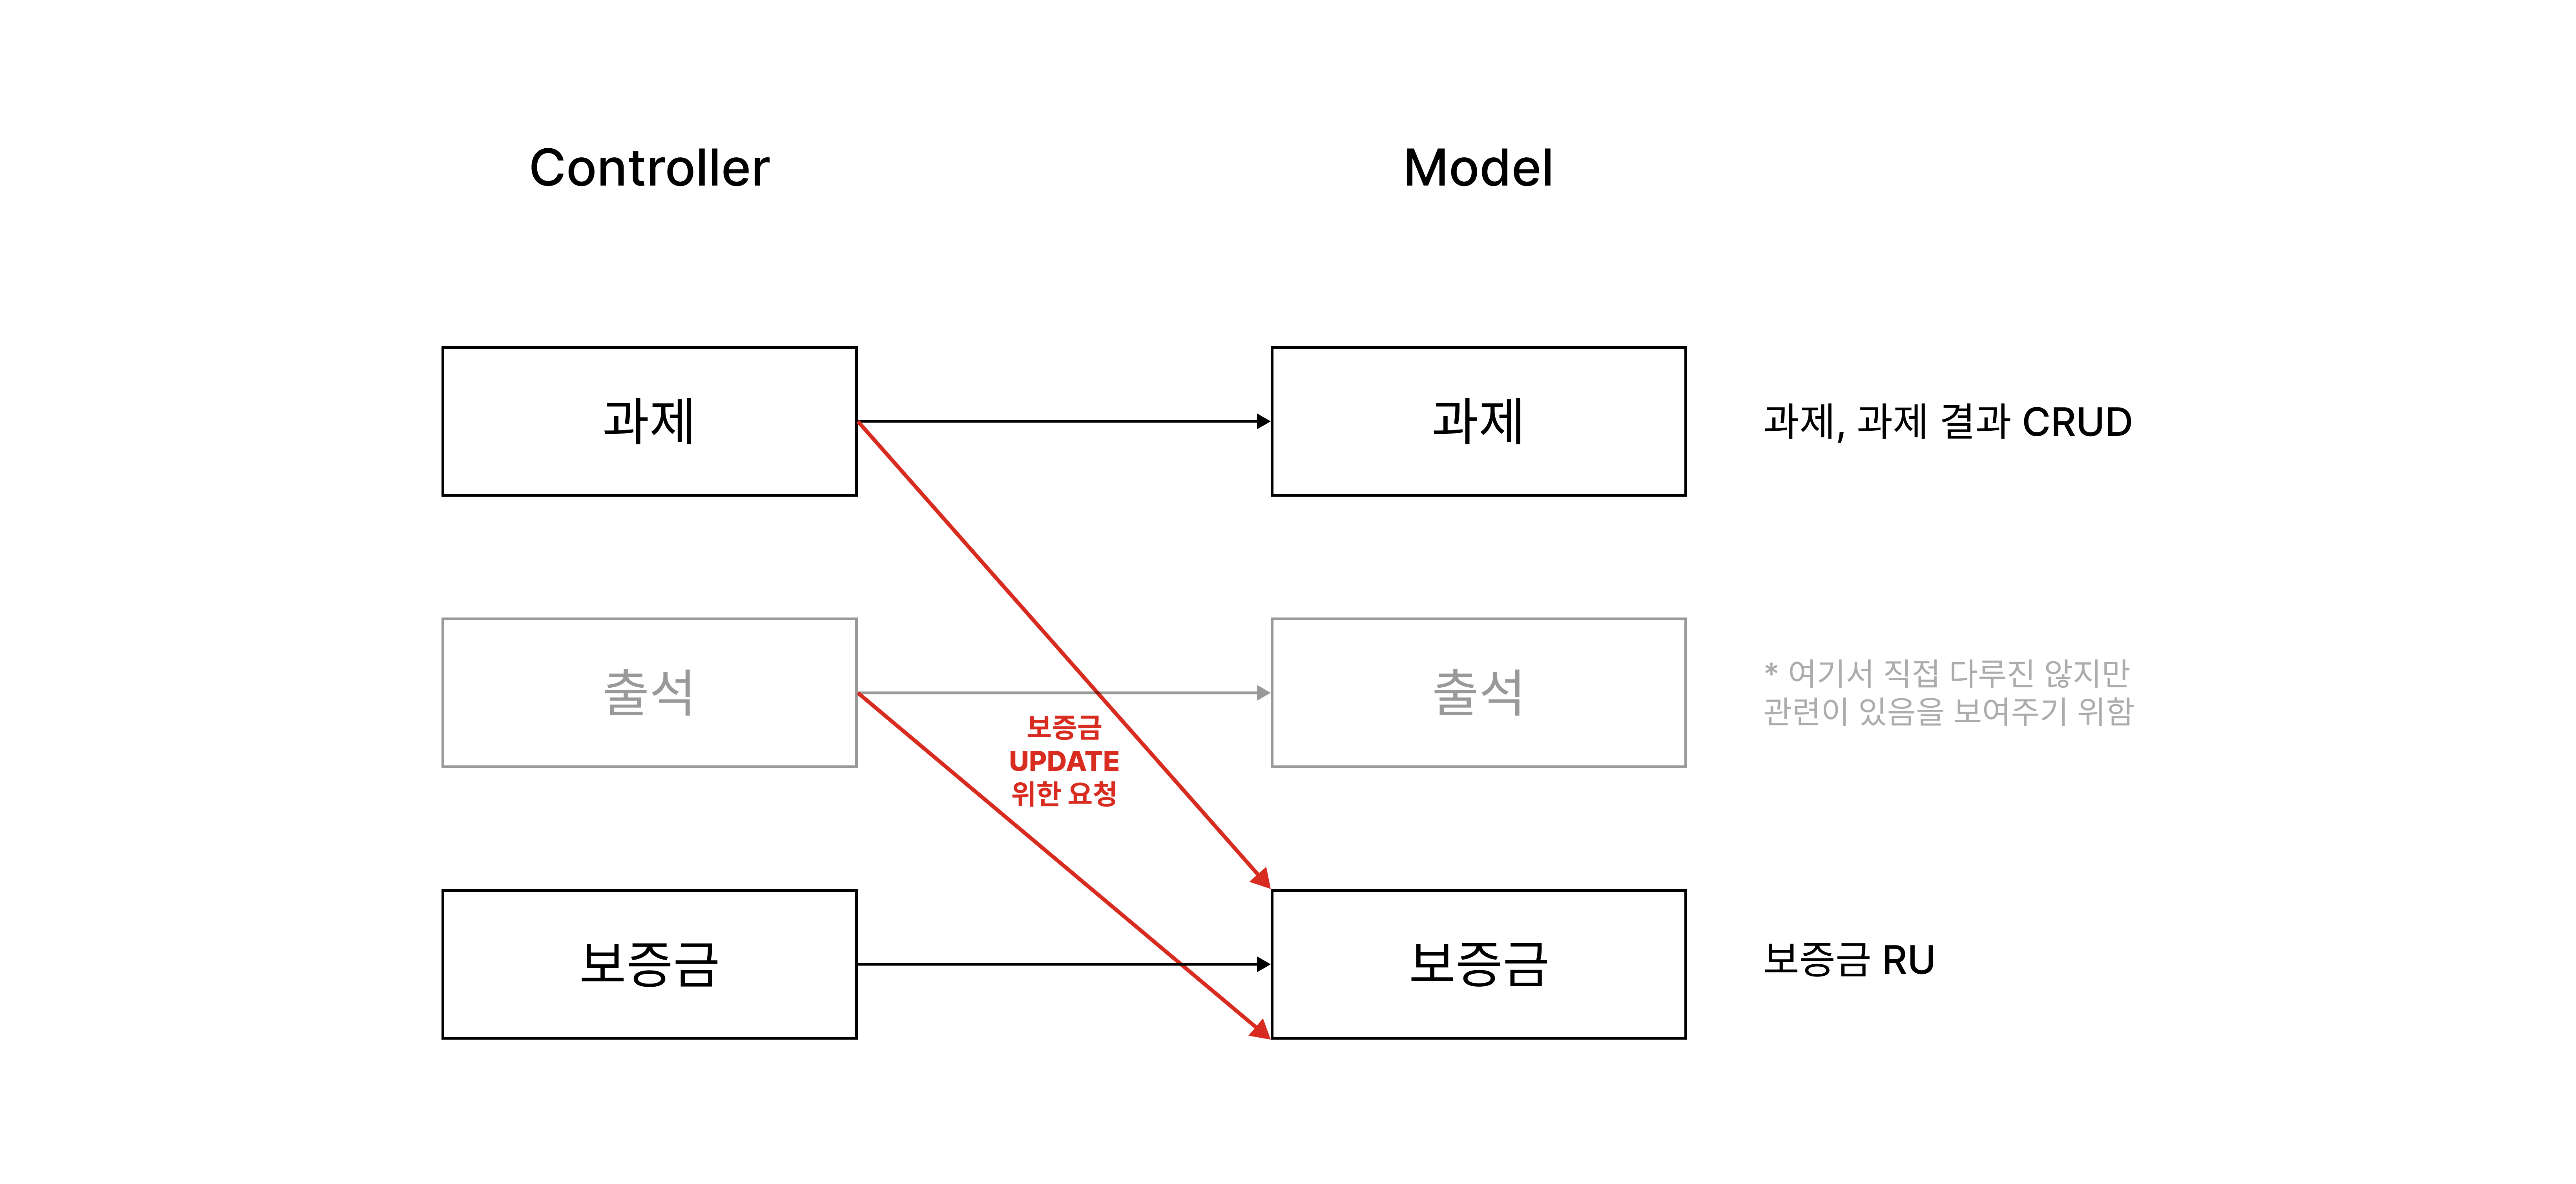 Controller
Model
과제
과제
과제, 과제 결과 CRUD
출석
출석
* 여기서 직접 다루진 않지만
관련이 있음을 보여주기 위함
보증금
UPDATE
위한 요청
보증금
보증금
보증금 RU